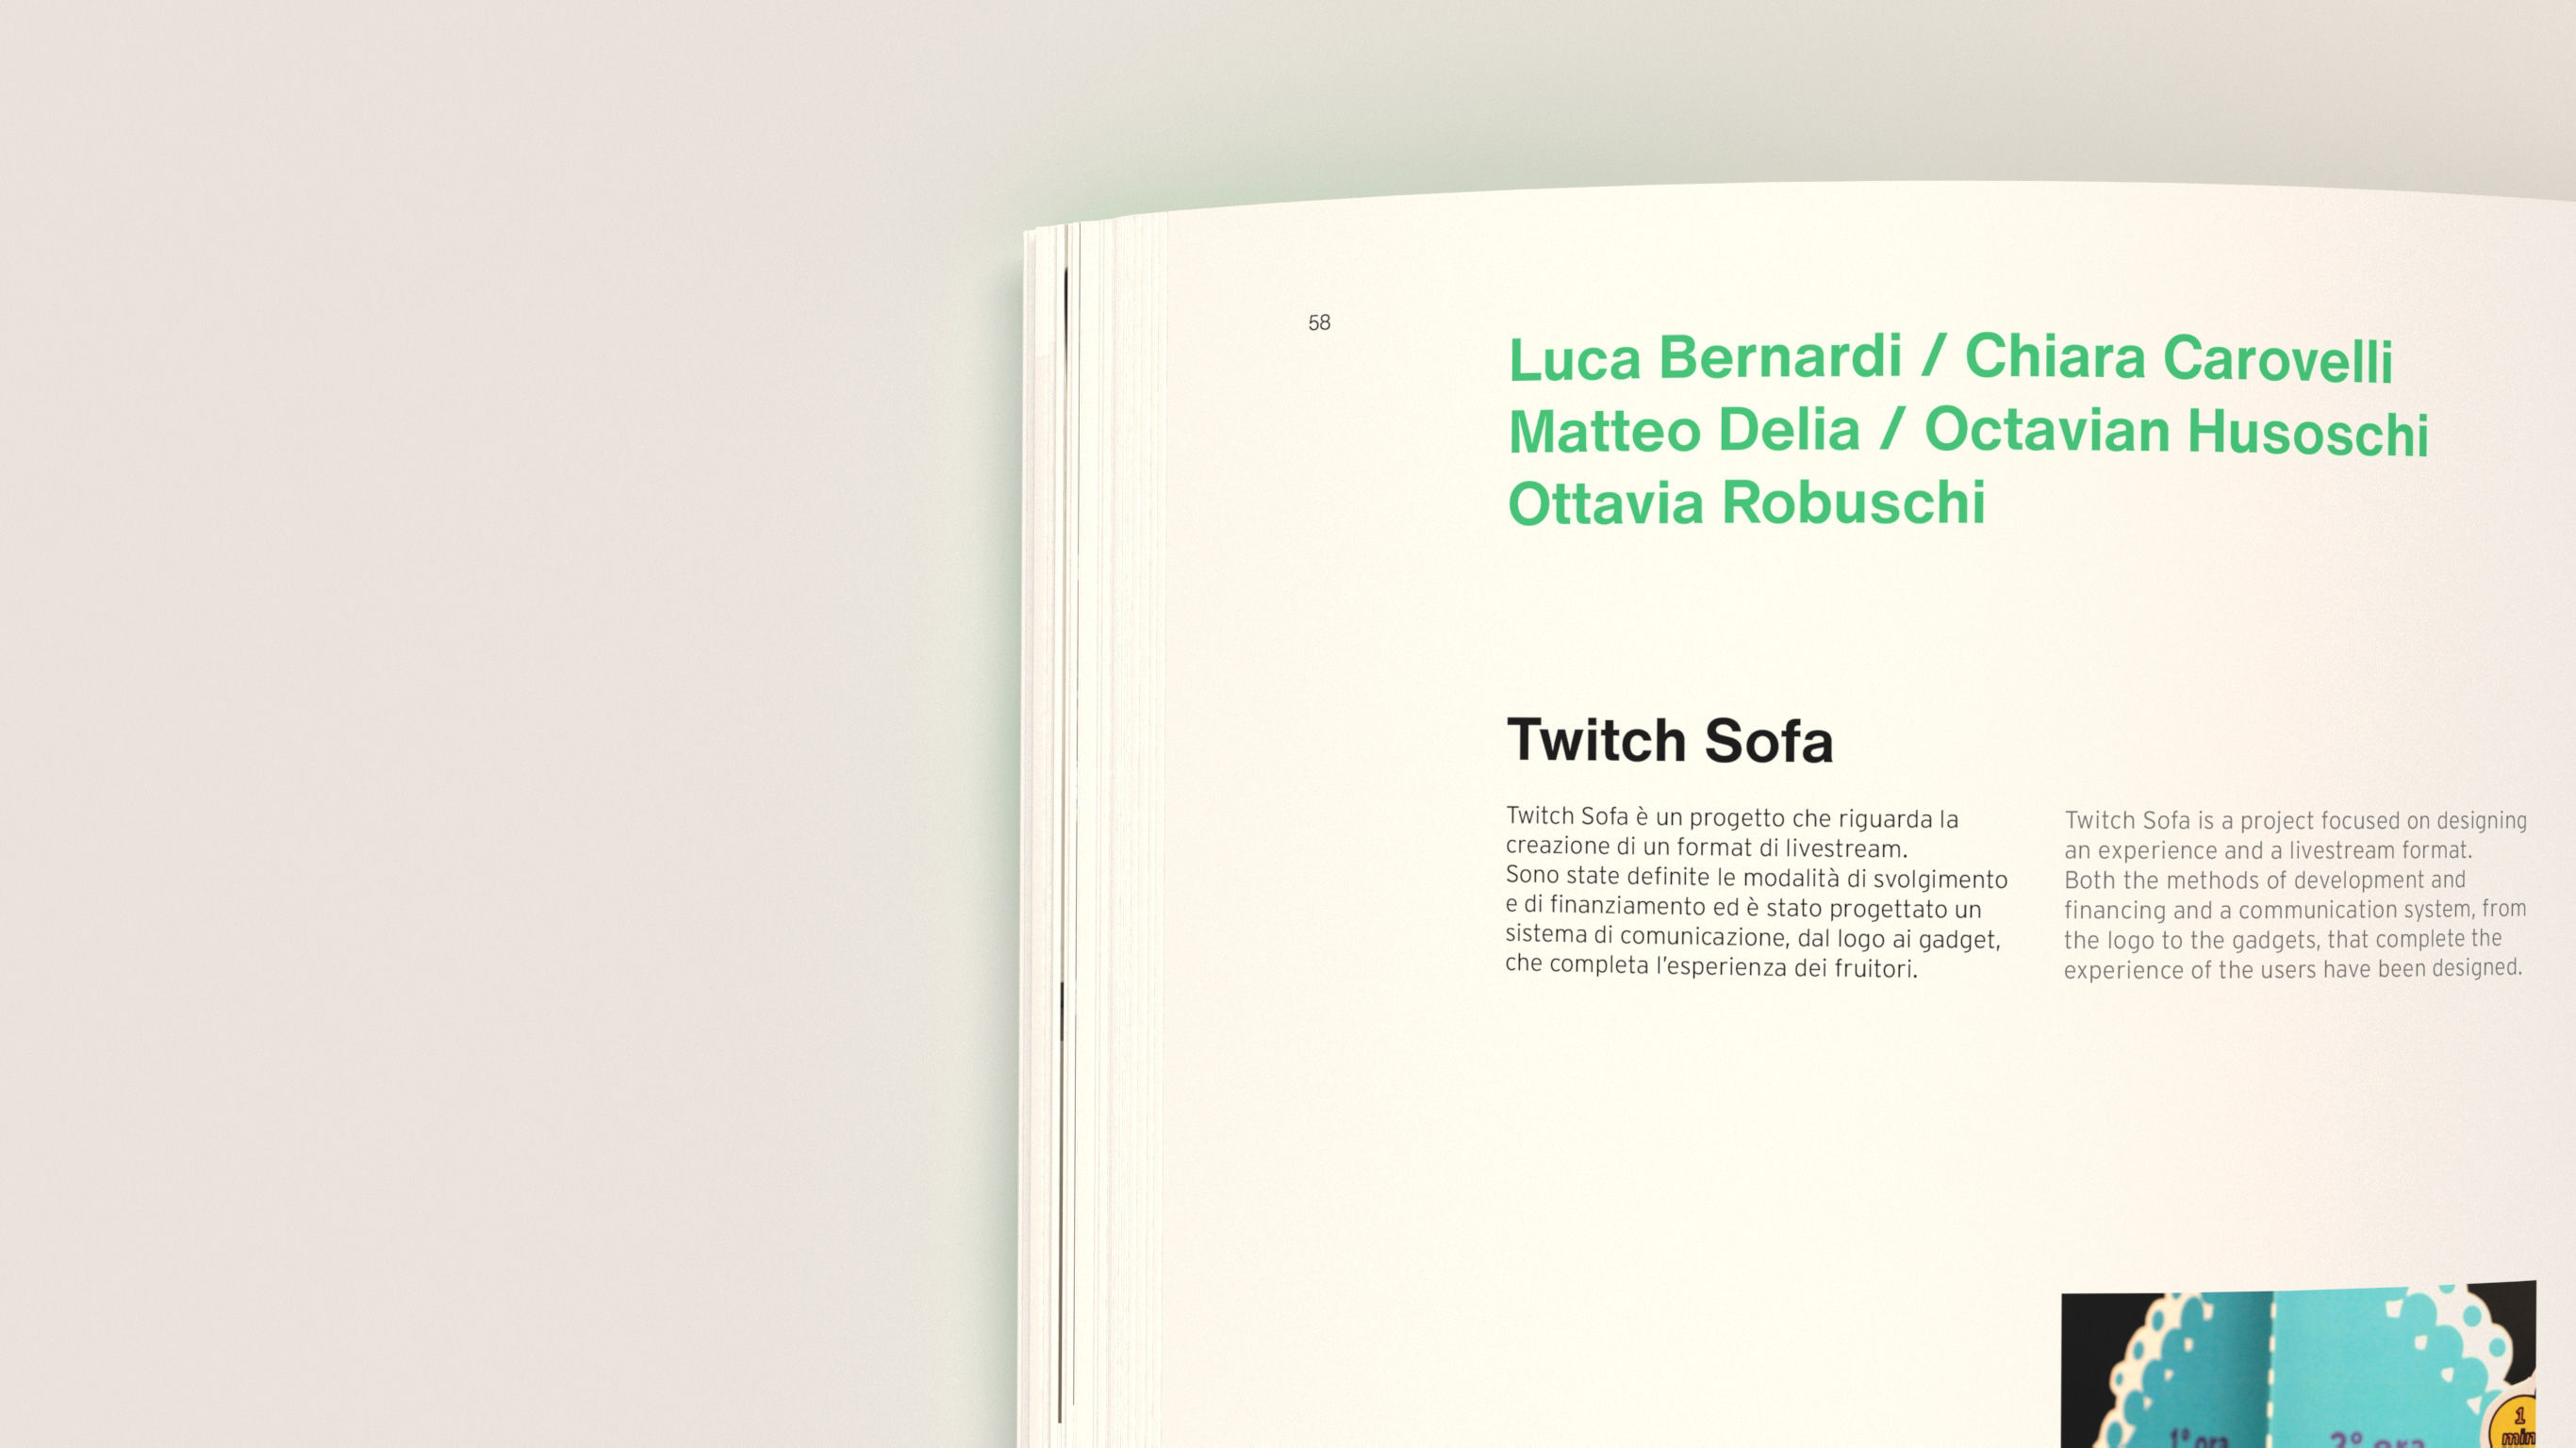 58
Luca Bernardi / Chiara Carovelli
Matteo Delia / Octavian Husoschi
Ottavia Robuschi
Twitch Sofa
Twitch Sofa è un progetto che riguarda la
creazione di un format di livestream.
Sono state definite le modalità di svolgimento
e di finanziamento ed è stato progettato un
sistema di comunicazione, dal logo ai gadget,
che completa l'esperienza dei fruitori.
Twitch Sofa is a project focused on designing
an experience and a livestream format.
Both the methods of development and
financing and a communication system, from
the logo to the gadgets, that complete the
experience of the users have been designed.
1
min
1° ora